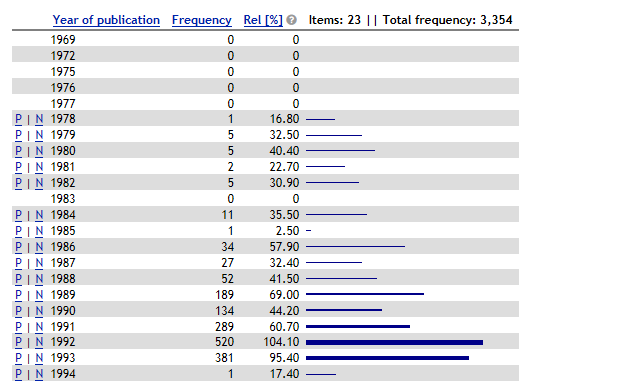 Year of publication Frequency Rel [%] ? Items: 23 || Total frequency: 3,354
1969 0 0
1972 0 0
1975 0 0
1976 0 0
1977 0 0
P | N 1978 1 16.80
P | N 1979 5 32.50
P | N 1980 5 40.40
P | N 1981 2 22.70
P | N 1982 5 30.90
1983 0 0
P | N 1984 11 35.50
P | N 1985 1 2.50
P | N 1986 34 57.90
P | N 1987 27 32.40
P | N 1988 52 41.50
P | N 1989 189 69.00
P | N 1990 134 44.20
P | N 1991 289 60.70
P | N 1992 520 104.10
P | N 1993 381 95.40
P | N 1994 1 17.40